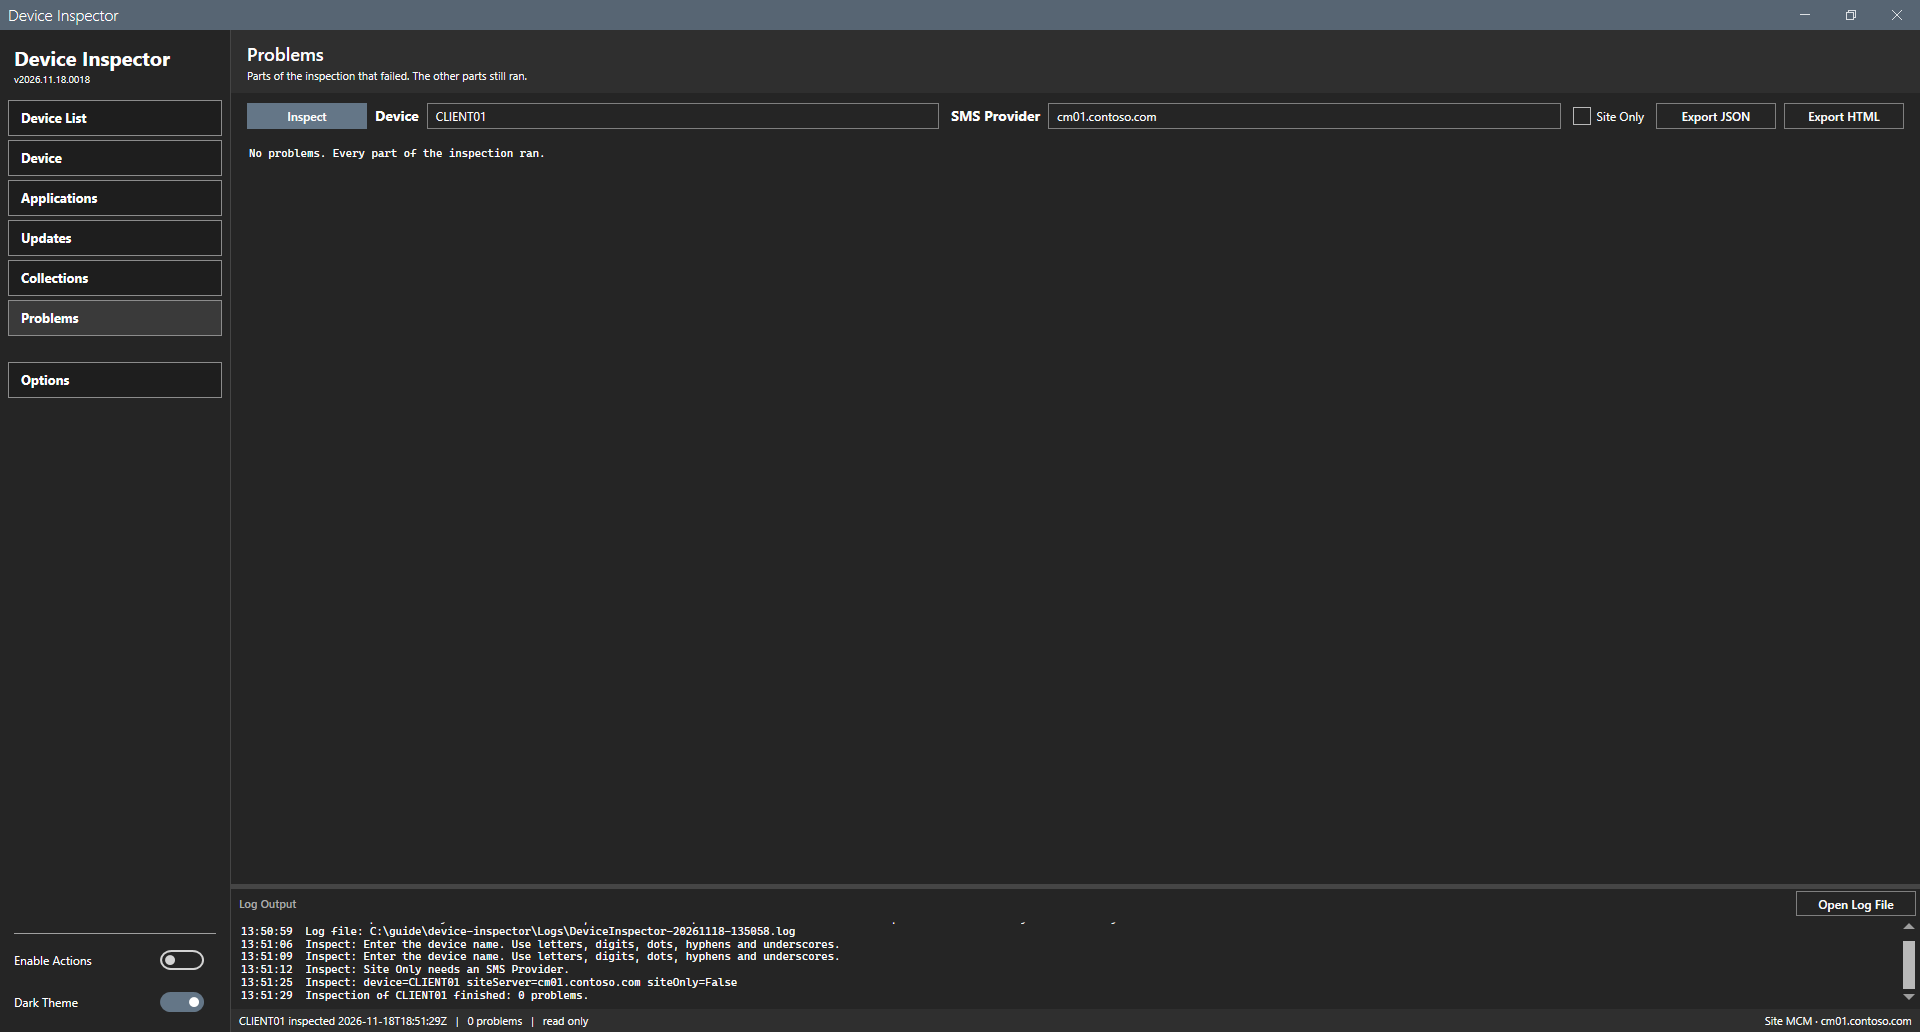 Device Inspector
Device Inspector
v2026.11.18.0018
Device List
Device
Applications
Updates
Collections
Problems
Options
Enable Actions
Dark Theme
Problems
Parts of the inspection that failed. The other parts still ran.
Inspect Device CLIENT01 SMS Provider cm01.contoso.com Site Only Export JSON Export HTML
No problems. Every part of the inspection ran.
Log Output Open Log File
13:50:59 Log file: C:\guide\device-inspector\Logs\DeviceInspector-20261118-135058.log
13:51:06 Inspect: Enter the device name. Use letters, digits, dots, hyphens and underscores.
13:51:09 Inspect: Enter the device name. Use letters, digits, dots, hyphens and underscores.
13:51:12 Inspect: Site Only needs an SMS Provider.
13:51:25 Inspect: device=CLIENT01 siteServer=cm01.contoso.com siteOnly=False
13:51:29 Inspection of CLIENT01 finished: 0 problems.
CLIENT01 inspected 2026-11-18T18:51:29Z | 0 problems | read only Site MCM · cm01.contoso.com